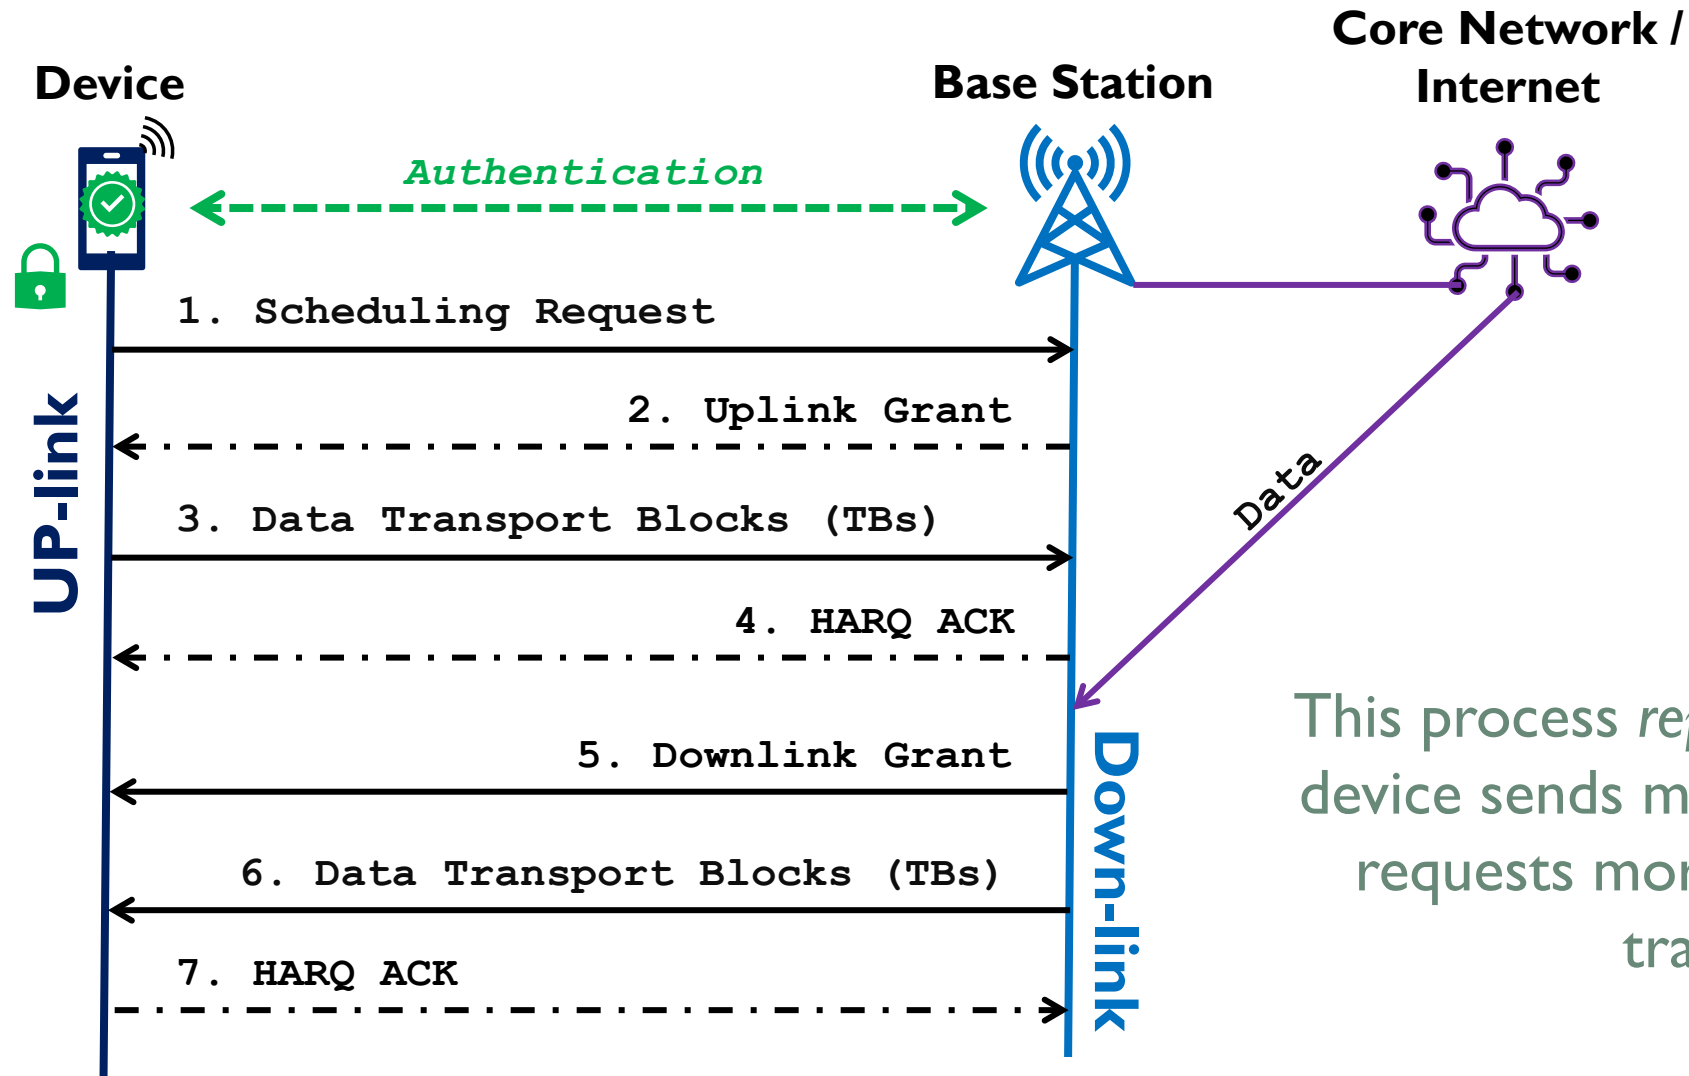 Core Network /
Internet
Device
Base Station
Authentication
1. Scheduling Request
2. Uplink Grant
UP-link
3. Data Transport Blocks (TBs)
Data
4. HARQ ACK
This process
device sends
5. Downlink Grant
Down-link
requests
6. Data Transport Blocks (TBs)
7. HARQ ACK